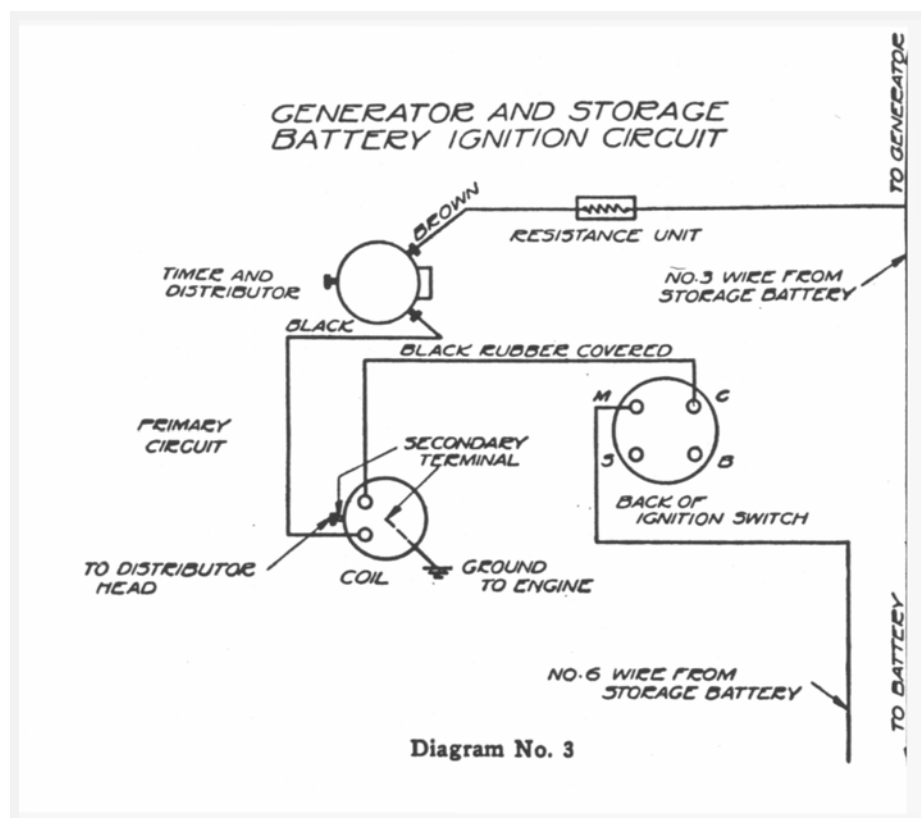 GENERATOR AND STORAGE
BATTERY IGNITION CIRCUIT
TO GENERATOR
BROWN
RESISTANCE UNIT
TIMER AND
DISTRIBUTOR
NO.3 WIRE FROM
STORAGE BATTERY
BLACK
BLACK RUBBER COVERED
M
C
PRIMARY
CIRCUIT
SECONDARY
TERMINAL
S
B
BACK OF
IGNITION SWITCH
TO DISTRIBUTOR
HEAD
COIL
GROUND
TO ENGINE
TO BATTERY
NO.6 WIRE FROM
STORAGE BATTERY
Diagram No. 3